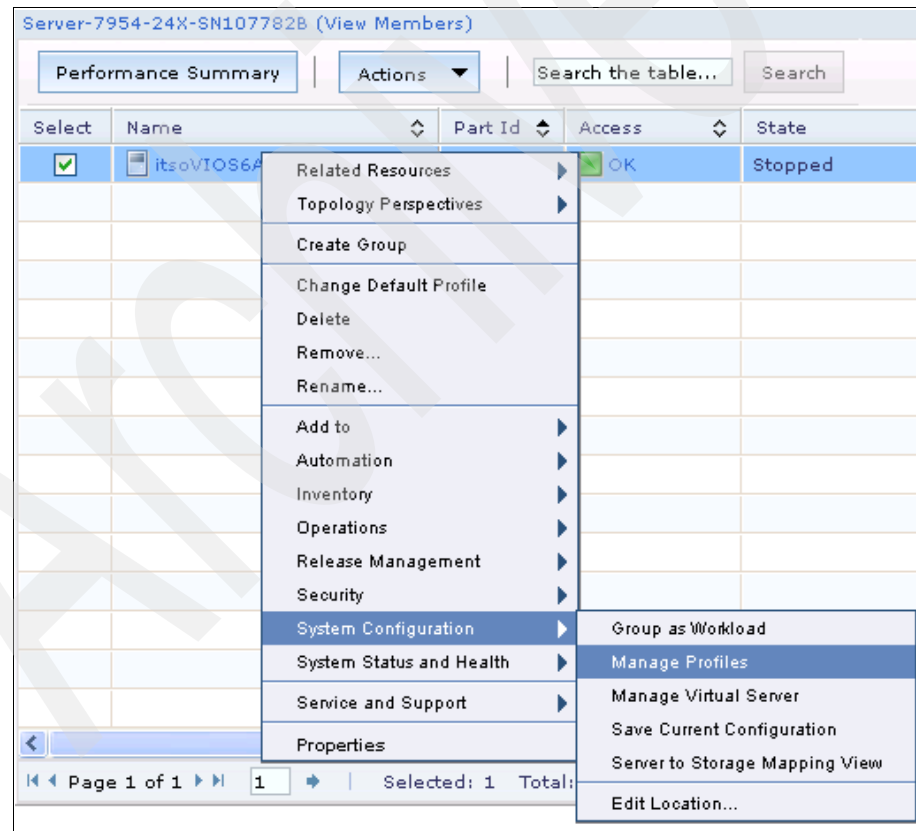 Server-7954-24X-SN107782B (View Members)
Performance Summary | Actions Search the table... Search
Select Name Part Id Access State
itsoVIOS6A OK Stopped
Related Resources
Topology Perspectives
Create Group
Change Default Profile
Delete
Remove...
Rename...
Add to
Automation
Inventory
Operations
Release Management
Security
System Configuration
System Status and Health
Service and Support
Properties
Group as Workload
Manage Profiles
Manage Virtual Server
Save Current Configuration
Server to Storage Mapping View
Edit Location...
Page 1 of 1 1 | Selected: 1 Total:
Archive